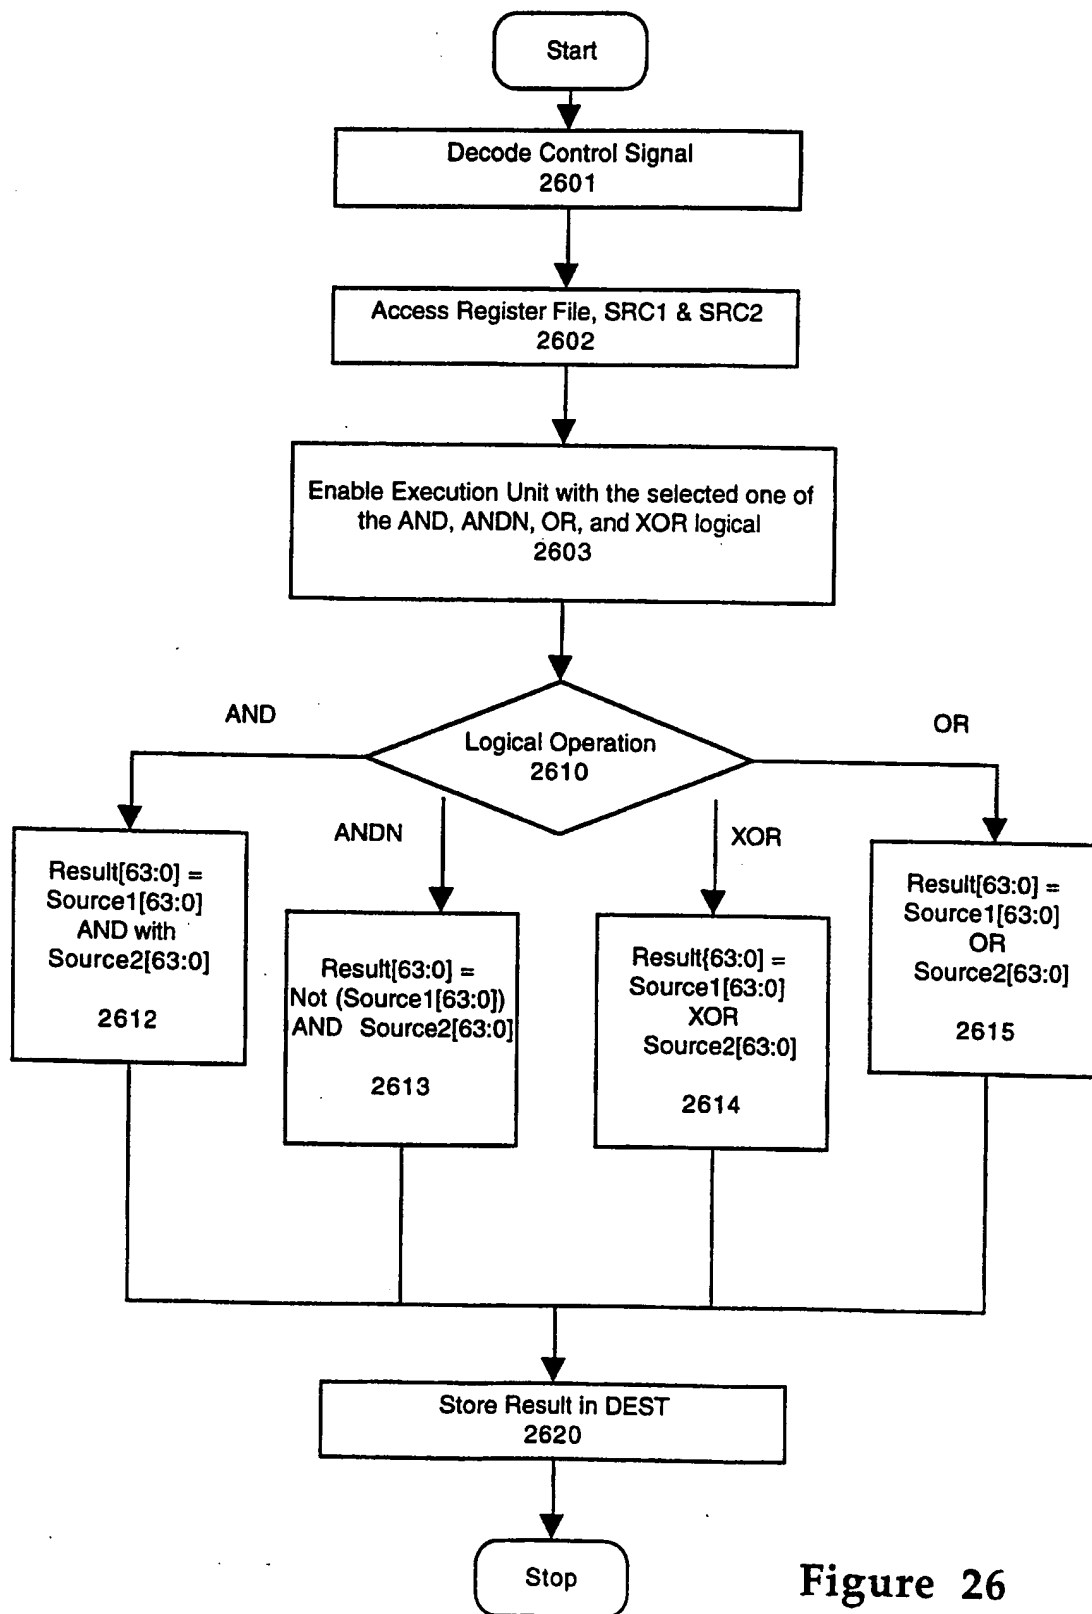 Start
Decode Control Signal
2601
Access Register File, SRC1 & SRC2
2602
Enable Execution Unit with the selected one of
the AND, ANDN, OR, and XOR logical
2603
Logical Operation
2610
AND
ANDN
XOR
OR
Result[63:0] =
Source1[63:0]
AND with
Source2[63:0]
2612
Result[63:0] =
Not (Source1[63:0])
AND Source2[63:0]
2613
Result{63:0] =
Source1[63:0]
XOR
Source2[63:0]
2614
Result[63:0] =
Source1[63:0]
OR
Source2[63:0]
2615
Store Result in DEST
2620
Stop
Figure 26